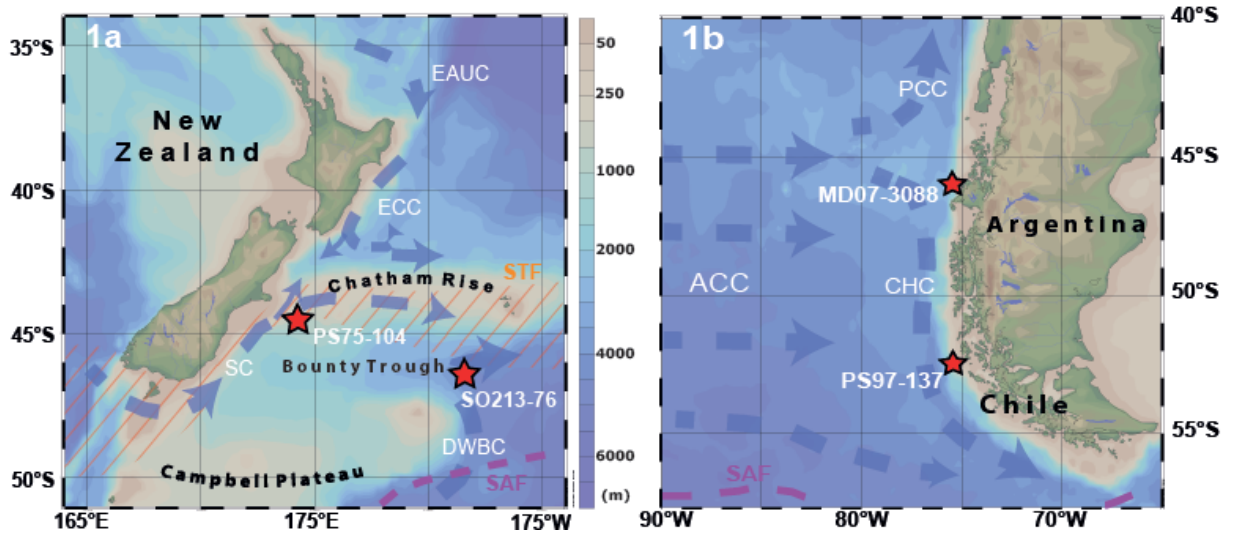 1a
35°S
40°S
45°S
50°S
165°E
175°E
175°W
EAUC
New
Zealand
ECC
Chatham Rise
STF
PS75-104
SC
Bounty Trough
SO213-76
DWBC
Campbell Plateau
SAF
50
250
1000
2000
4000
6000
(m)
1b
40°S
45°S
50°S
55°S
90°W
80°W
70°W
PCC
MD07-3088
Argentina
ACC
CHC
PS97-137
Chile
SAF